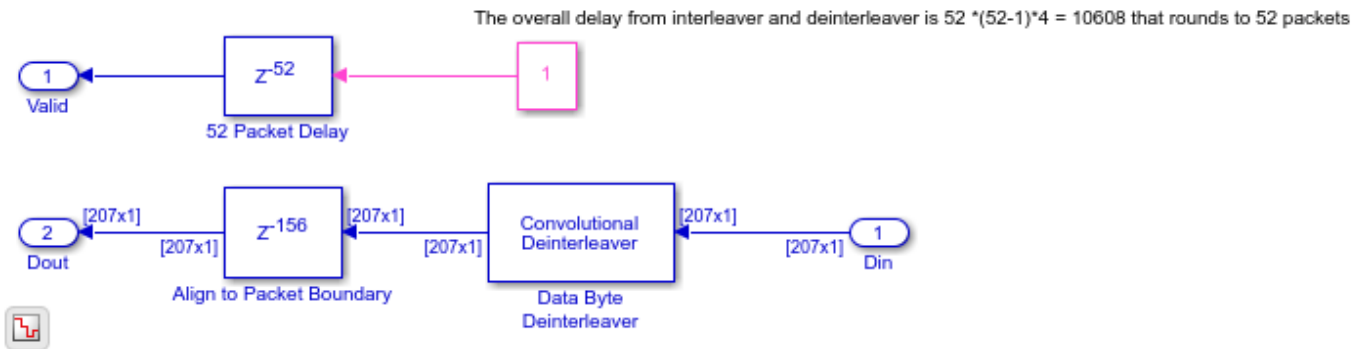 The overall delay from interleaver and deinterleaver is 52 *(52-1)*4 = 10608 that rounds to 52 packets
1
Valid
Z-52
52 Packet Delay
1
2
Dout
[207x1]
[207x1]
Z-156
Align to Packet Boundary
[207x1]
[207x1]
Convolutional
Deinterleaver
Data Byte
Deinterleaver
[207x1]
[207x1]
1
Din